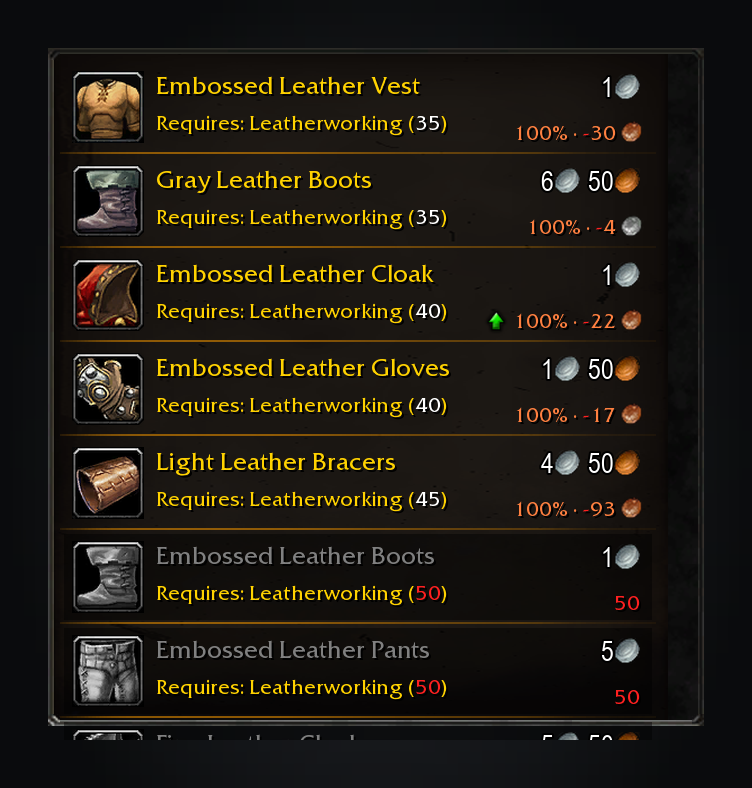 Embossed Leather Vest 1
Requires: Leatherworking (35) 100% · -30
Gray Leather Boots 6 50
Requires: Leatherworking (35) 100% · -4
Embossed Leather Cloak 1
Requires: Leatherworking (40) 100% · -22
Embossed Leather Gloves 1 50
Requires: Leatherworking (40) 100% · -17
Light Leather Bracers 4 50
Requires: Leatherworking (45) 100% · -93
Embossed Leather Boots 1
Requires: Leatherworking (50) 50
Embossed Leather Pants 5
Requires: Leatherworking (50) 50
Leather 5 50